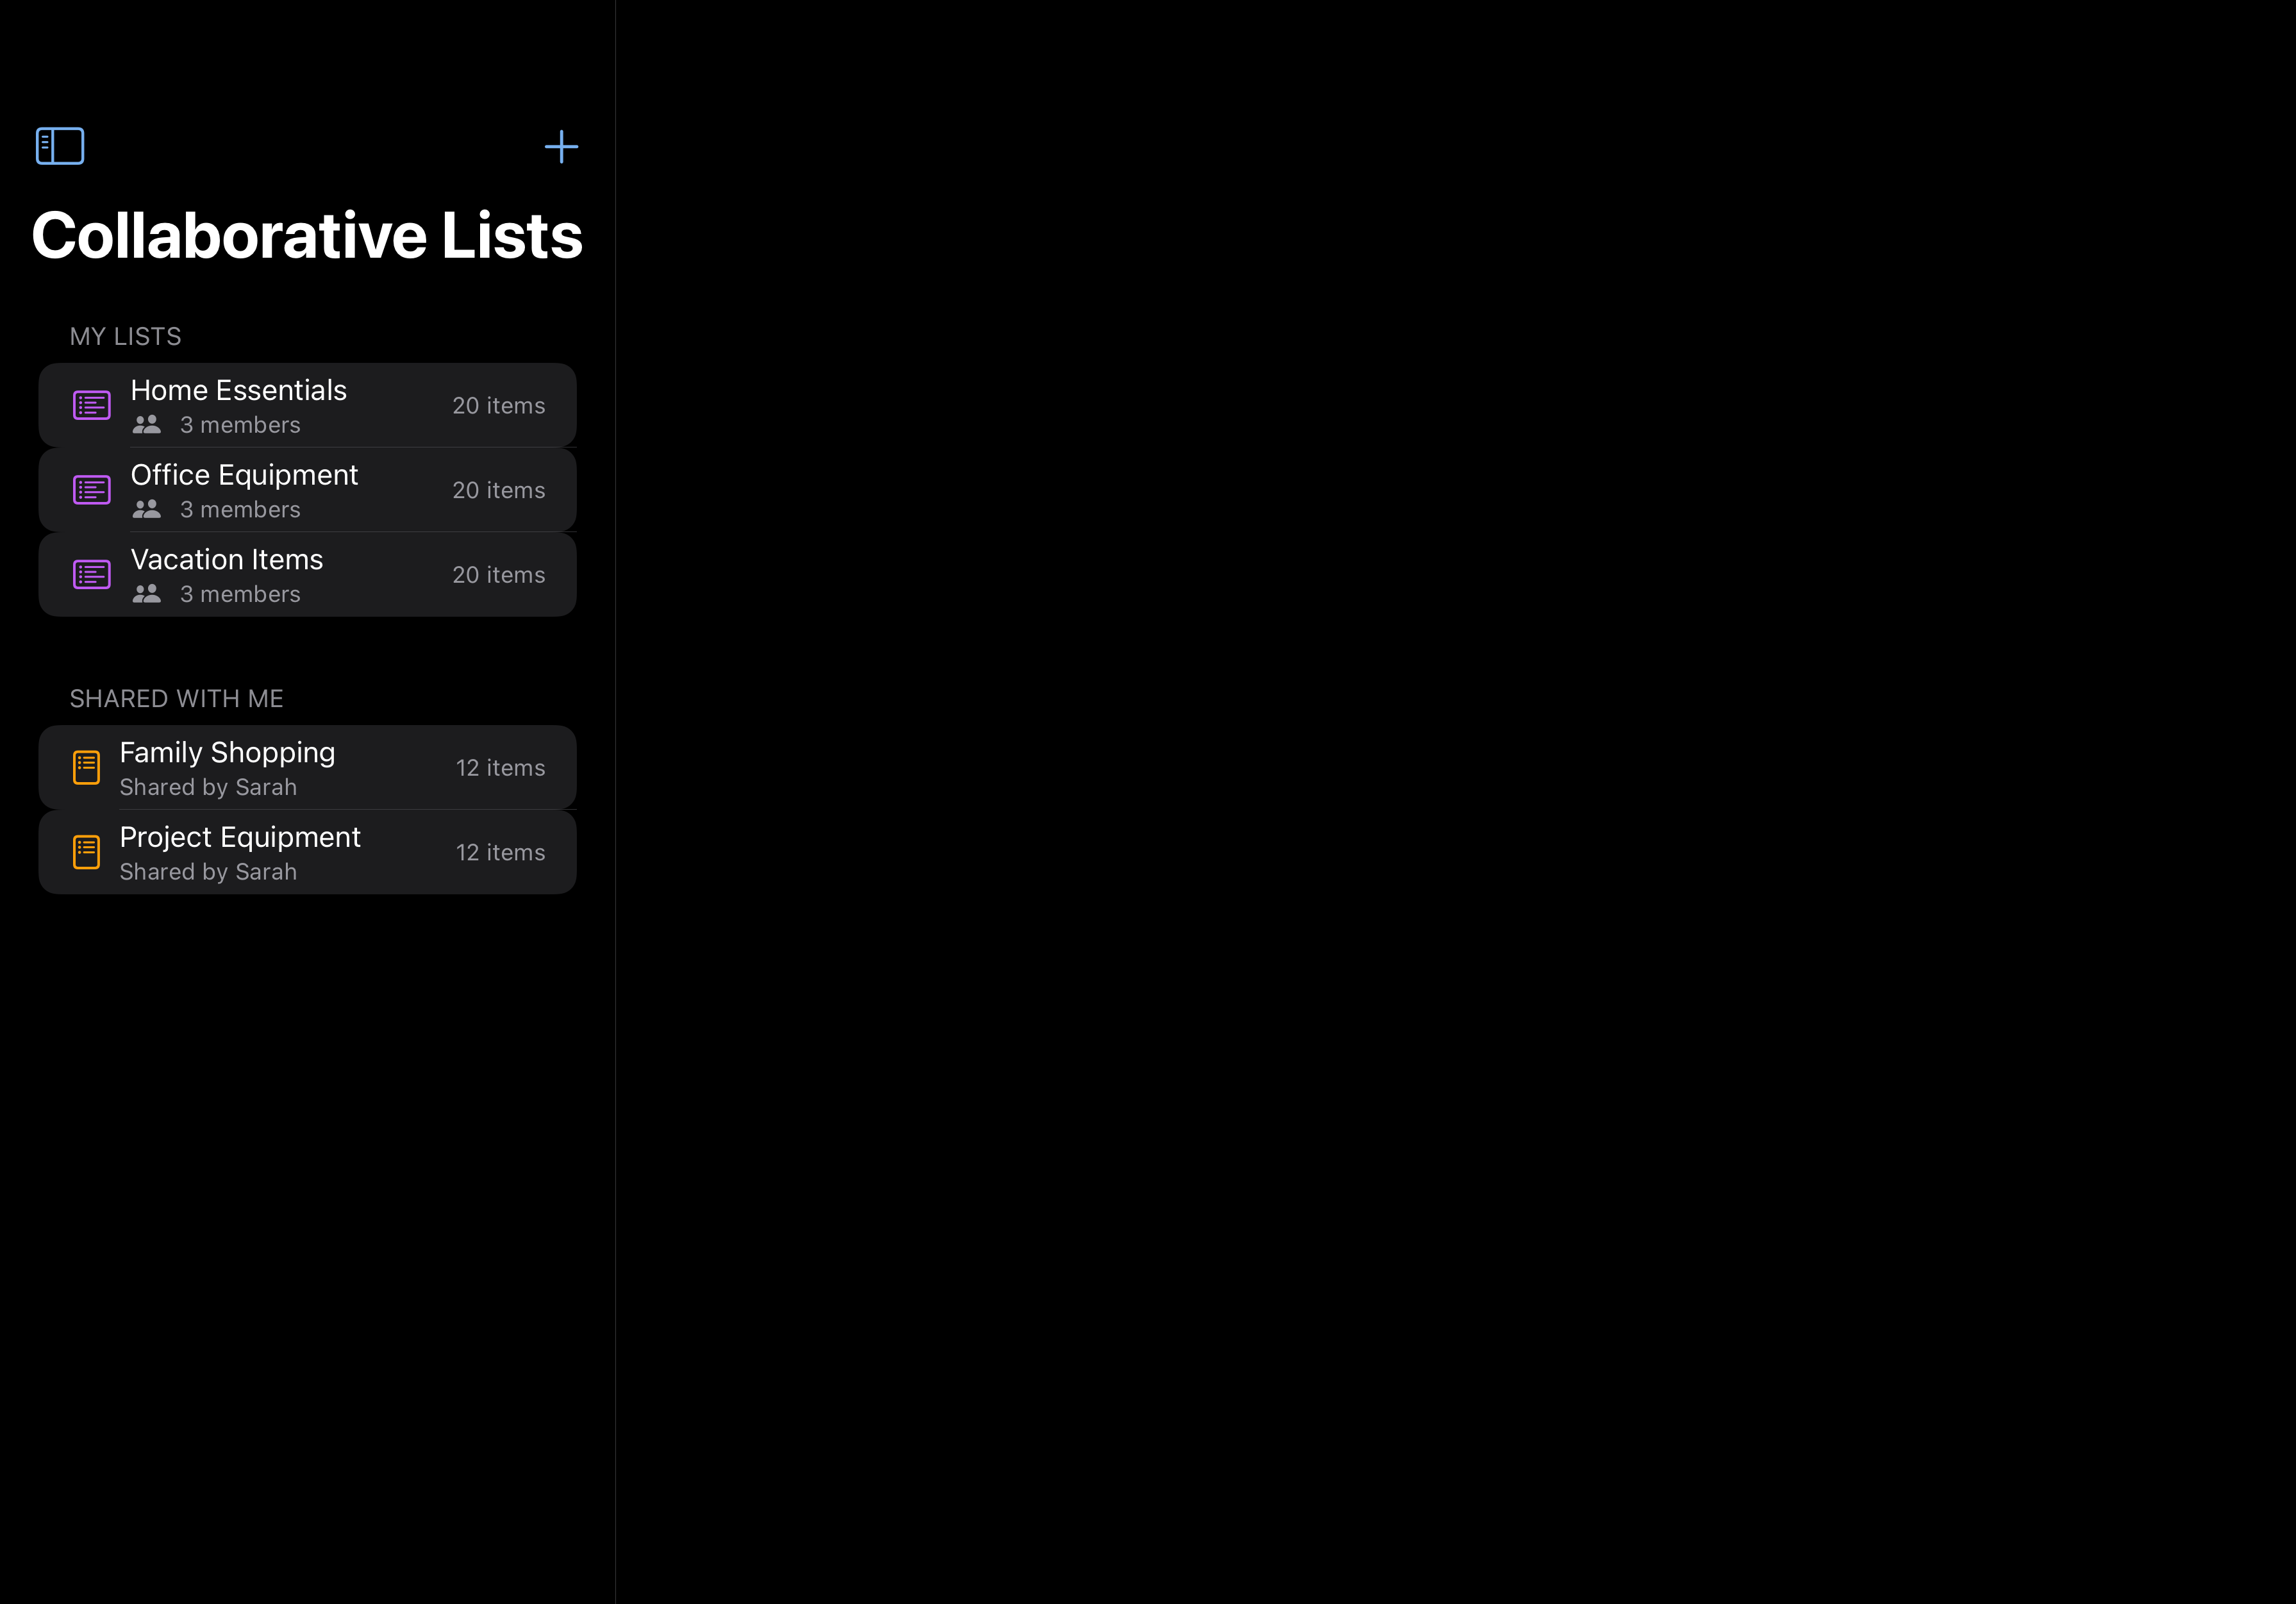 Collaborative Lists
MY LISTS
Home Essentials
3 members
20 items
Office Equipment
3 members
20 items
Vacation Items
3 members
20 items
SHARED WITH ME
Family Shopping
Shared by Sarah
12 items
Project Equipment
Shared by Sarah
12 items